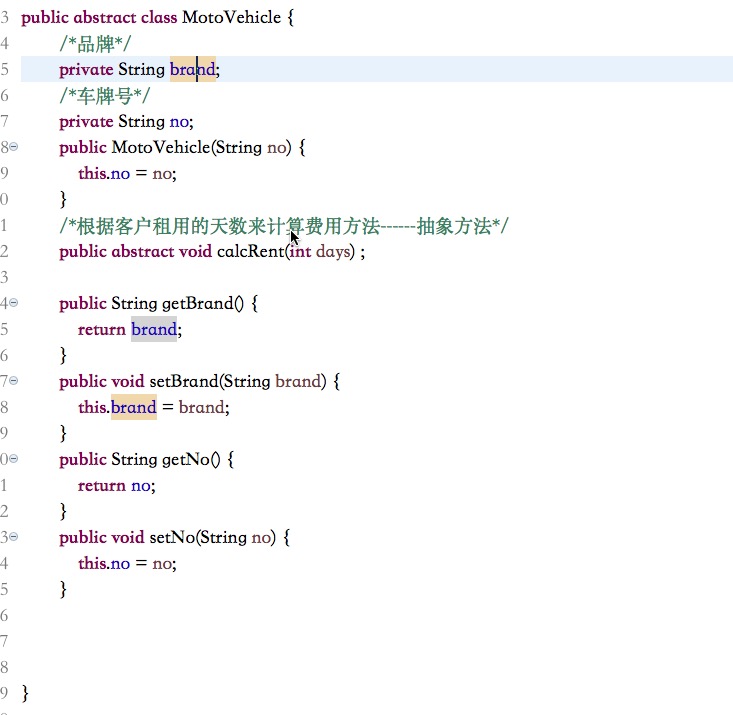 3 public abstract class MotoVehicle {
4 /*品牌*/
5 private String brand;
6 /*车牌号*/
7 private String no;
8 public MotoVehicle(String no) {
9 this.no = no;
0 }
1 /*根据客户租用的天数来计算费用方法------抽象方法*/
2 public abstract void calcRent(int days) ;
3
4 public String getBrand() {
5 return brand;
6 }
7 public void setBrand(String brand) {
8 this.brand = brand;
9 }
0 public String getNo() {
1 return no;
2 }
3 public void setNo(String no) {
4 this.no = no;
5 }
6
7
8
9 }